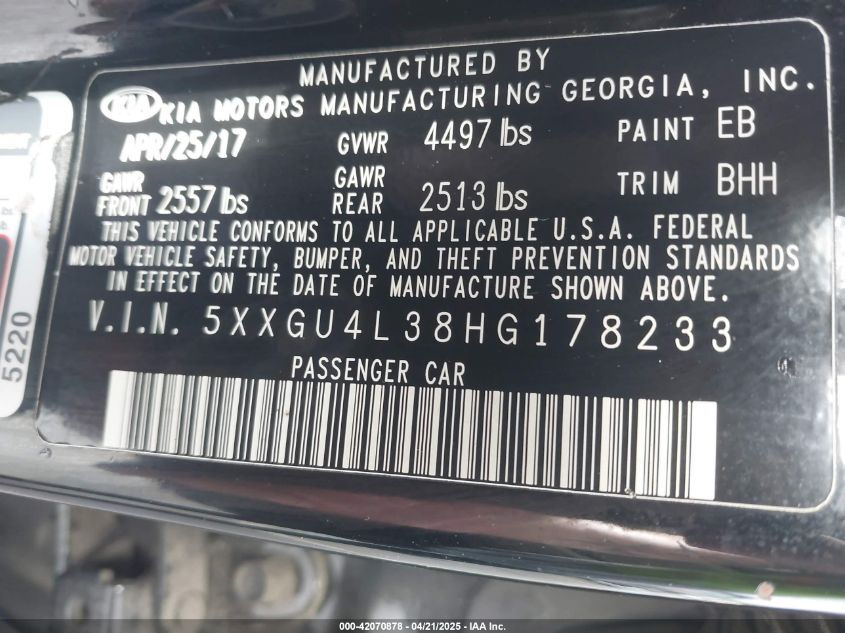 MANUFACTURED BY
KIA KIA MOTORS MANUFACTURING GEORGIA, INC.
APR/25/17 GVWR 4497 lbs PAINT EB
GAWR FRONT 2557 lbs GAWR REAR 2513 lbs TRIM BHH
THIS VEHICLE CONFORMS TO ALL APPLICABLE U.S.A. FEDERAL
MOTOR VEHICLE SAFETY, BUMPER, AND THEFT PREVENTION STANDARDS
IN EFFECT ON THE DATE OF MANUFACTURE SHOWN ABOVE.
V.I.N. 5XXGU4L38HG178233
PASSENGER CAR
5220
000-42070878 - 04/21/2025 - IAA Inc.